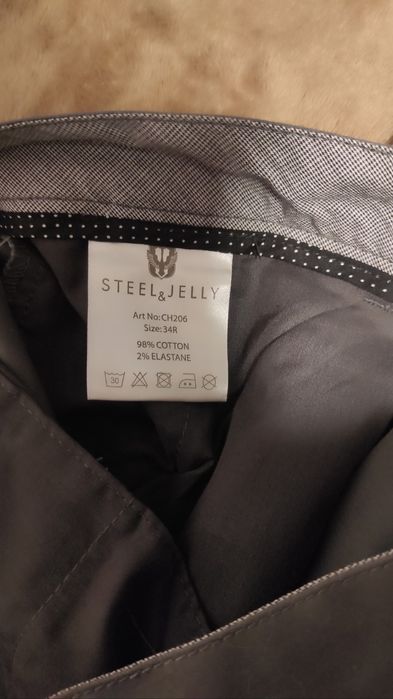 STEEL & JELLY
Art No:CH206
Size:34R
98% COTTON
2% ELASTANE
30